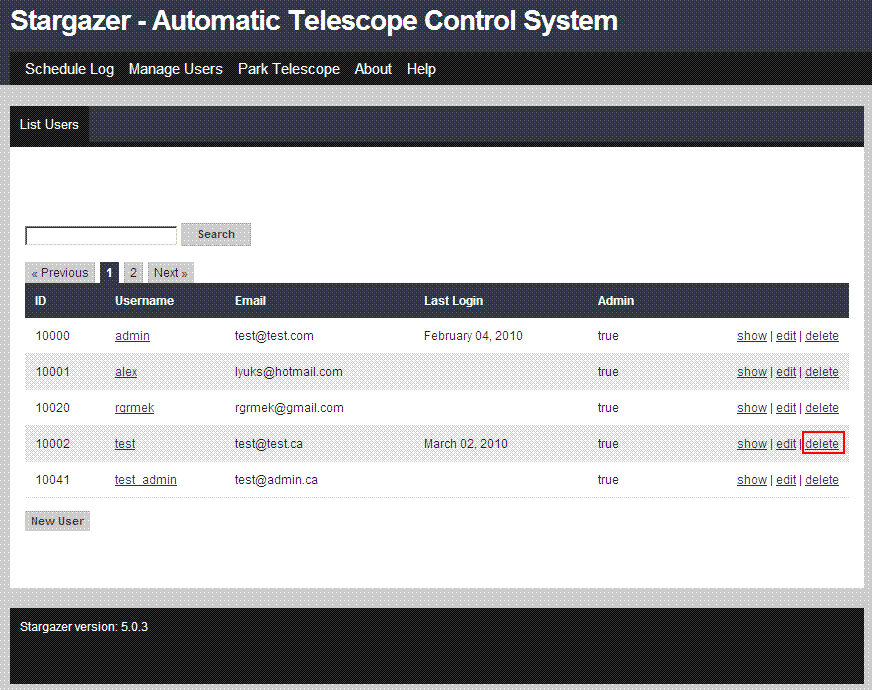 Stargazer - Automatic Telescope Control System
Schedule Log Manage Users Park Telescope About Help
List Users
Search
« Previous 1 2 Next »
ID Username Email Last Login Admin
10000 admin test@test.com February 04, 2010 true show | edit | delete
10001 alex lyuks@hotmail.com true show | edit | delete
10020 rgrmek rgrmek@gmail.com true show | edit | delete
10002 test test@test.ca March 02, 2010 true show | edit | delete
10041 test_admin test@admin.ca true show | edit | delete
New User
Stargazer version: 5.0.3